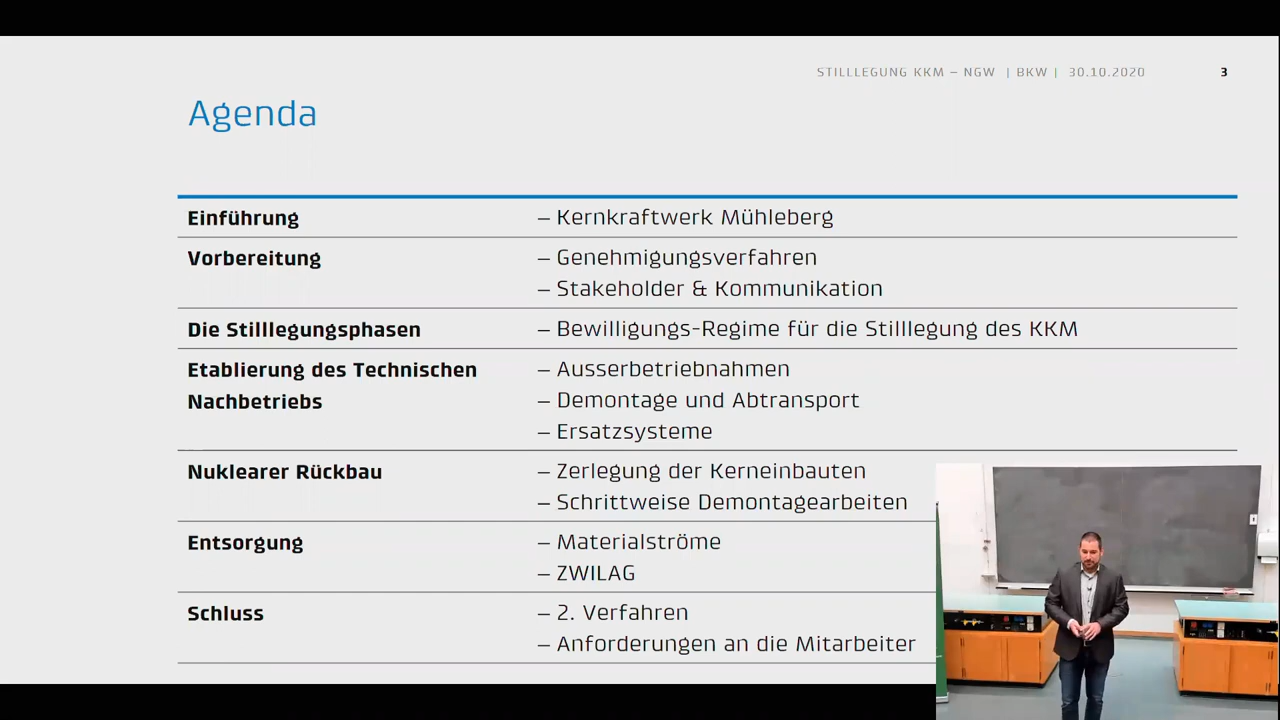 STILLLEGUNG KKM – NGW | BKW | 30.10.2020 3
Agenda
Einführung – Kernkraftwerk Mühleberg
Vorbereitung – Genehmigungsverfahren
– Stakeholder & Kommunikation
Die Stilllegungsphasen – Bewilligungs-Regime für die Stilllegung des KKM
Etablierung des Technischen – Ausserbetriebnahmen
Nachbetriebs – Demontage und Abtransport
– Ersatzsysteme
Nuklearer Rückbau – Zerlegung der Kerneinbauten
– Schrittweise Demontagearbeiten
Entsorgung – Materialströme
– ZWILAG
Schluss – 2. Verfahren
– Anforderungen an die Mitarbeiter